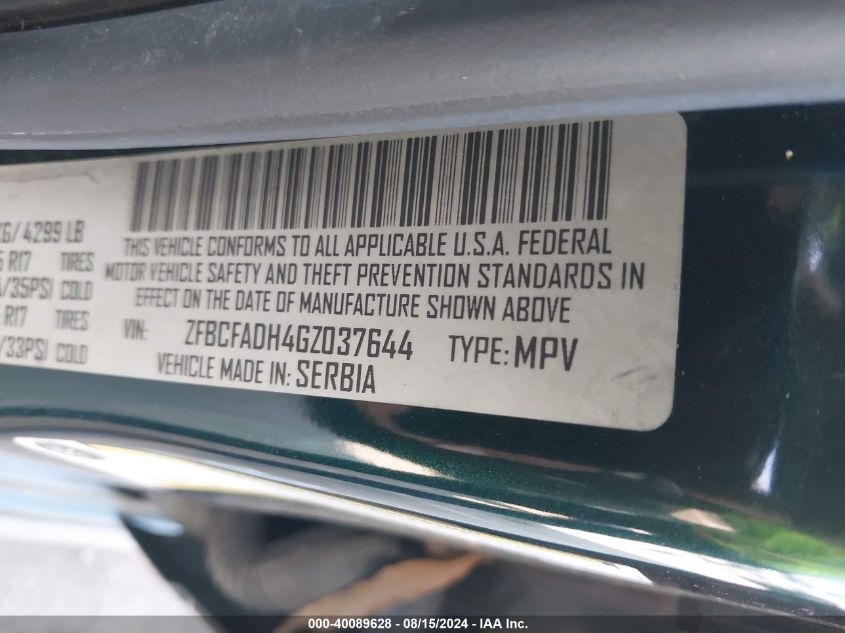 KG/ 4299 LB
THIS VEHICLE CONFORMS TO ALL APPLICABLE U.S.A. FEDERAL
R17 TIRES
MOTOR VEHICLE SAFETY AND THEFT PREVENTION STANDARDS IN
/35PSI COLD
EFFECT ON THE DATE OF MANUFACTURE SHOWN ABOVE
R17 TIRES
VIN: ZFBCFADH4GZ037644 TYPE: MPV
/33PSI COLD
VEHICLE MADE IN: SERBIA
000-40089628 - 08/15/2024 - IAA Inc.